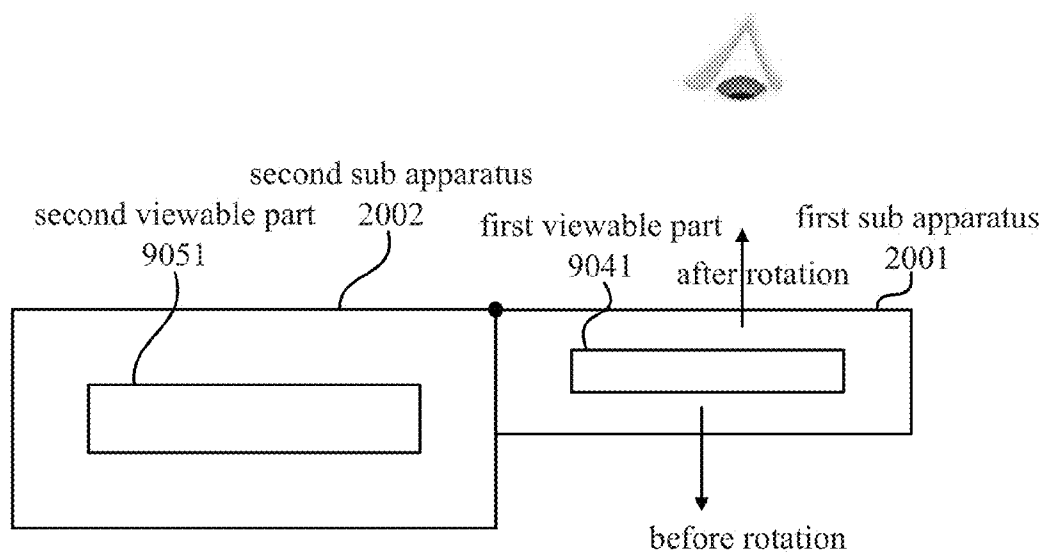 second sub apparatus
2002
second viewable part
9051
first viewable part
9041
first sub apparatus
2001
after rotation
before rotation